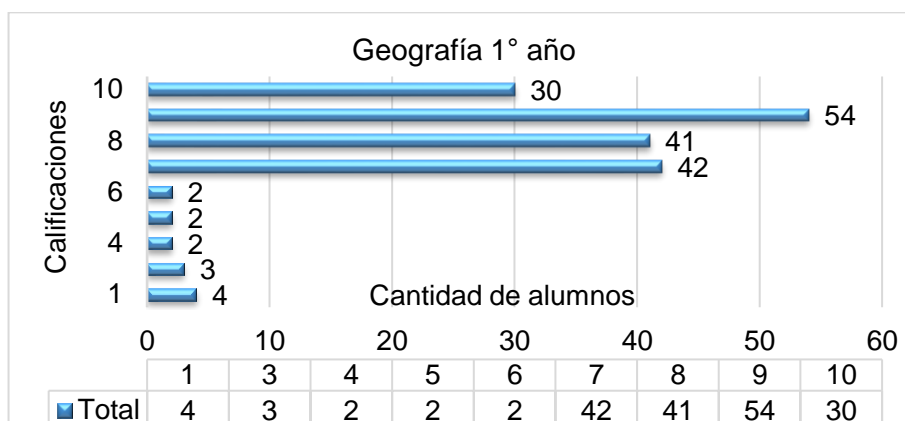 Geografía 1° año
Calificaciones
10 30
54
8 41
42
6 2
2
4 2
3
1 4
Cantidad de alumnos
0 10 20 30 40 50 60
1 3 4 5 6 7 8 9 10
Total 4 3 2 2 2 42 41 54 30